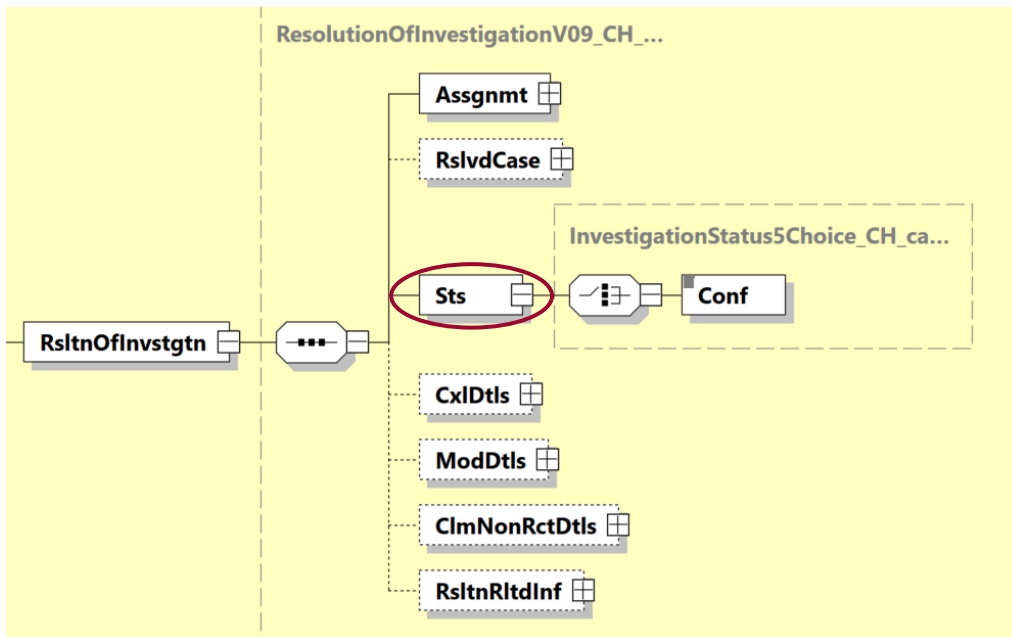 ResolutionOfInvestigationV09_CH_...
Assgnmt
RslvdCase
InvestigationStatus5Choice_CH_ca...
Sts
Conf
RsltnOfInvstgtn
CxlDtls
ModDtls
ClmNonRctDtls
RsltnRltdInf